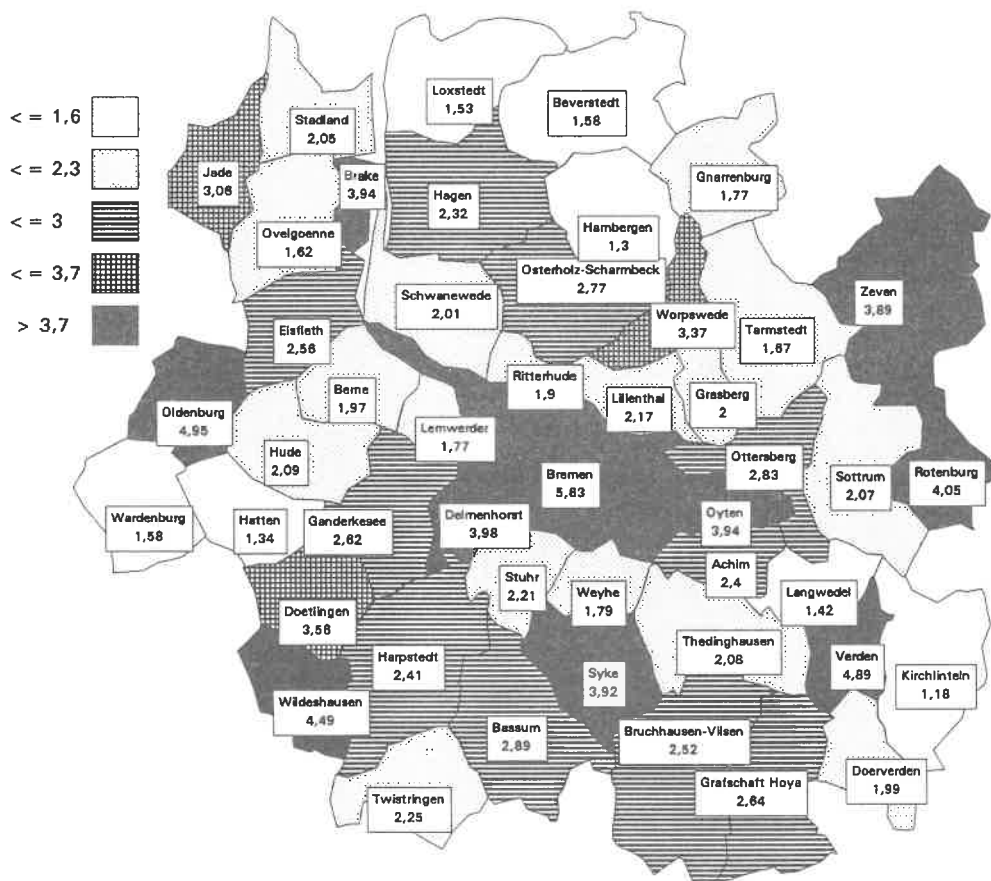 < = 1,6
< = 2,3
< = 3
< = 3,7
> 3,7
Loxstedt
1,53
Beverstedt
1,58
Stadland
2,05
Jade
3,06
Brake
3,94
Hagen
2,32
Gnarrenburg
1,77
Ovelgoenne
1,62
Hambergen
1,3
Osterholz-Scharmbeck
2,77
Schwanewede
2,01
Zeven
3,89
Worpswede
3,37
Tarmstedt
1,67
Elsfleth
2,56
Berne
1,97
Ritterhude
1,9
Lilienthal
2,17
Grasberg
2
Oldenburg
4,95
Lemwerder
1,77
Hude
2,09
Ottersberg
2,83
Bremen
5,63
Sottrum
2,07
Rotenburg
4,05
Wardenburg
1,58
Hatten
1,34
Ganderkesee
2,62
Delmenhorst
3,98
Oyten
3,94
Achim
2,4
Stuhr
2,21
Weyhe
1,79
Langwedel
1,42
Doetlingen
3,56
Thedinghausen
2,08
Harpstedt
2,41
Syke
3,92
Verden
4,89
Kirchlinteln
1,18
Wildeshausen
4,49
Bassum
2,89
Bruchhausen-Vilsen
2,52
Doerverden
1,99
Grafschaft Hoya
2,64
Twistringen
2,25